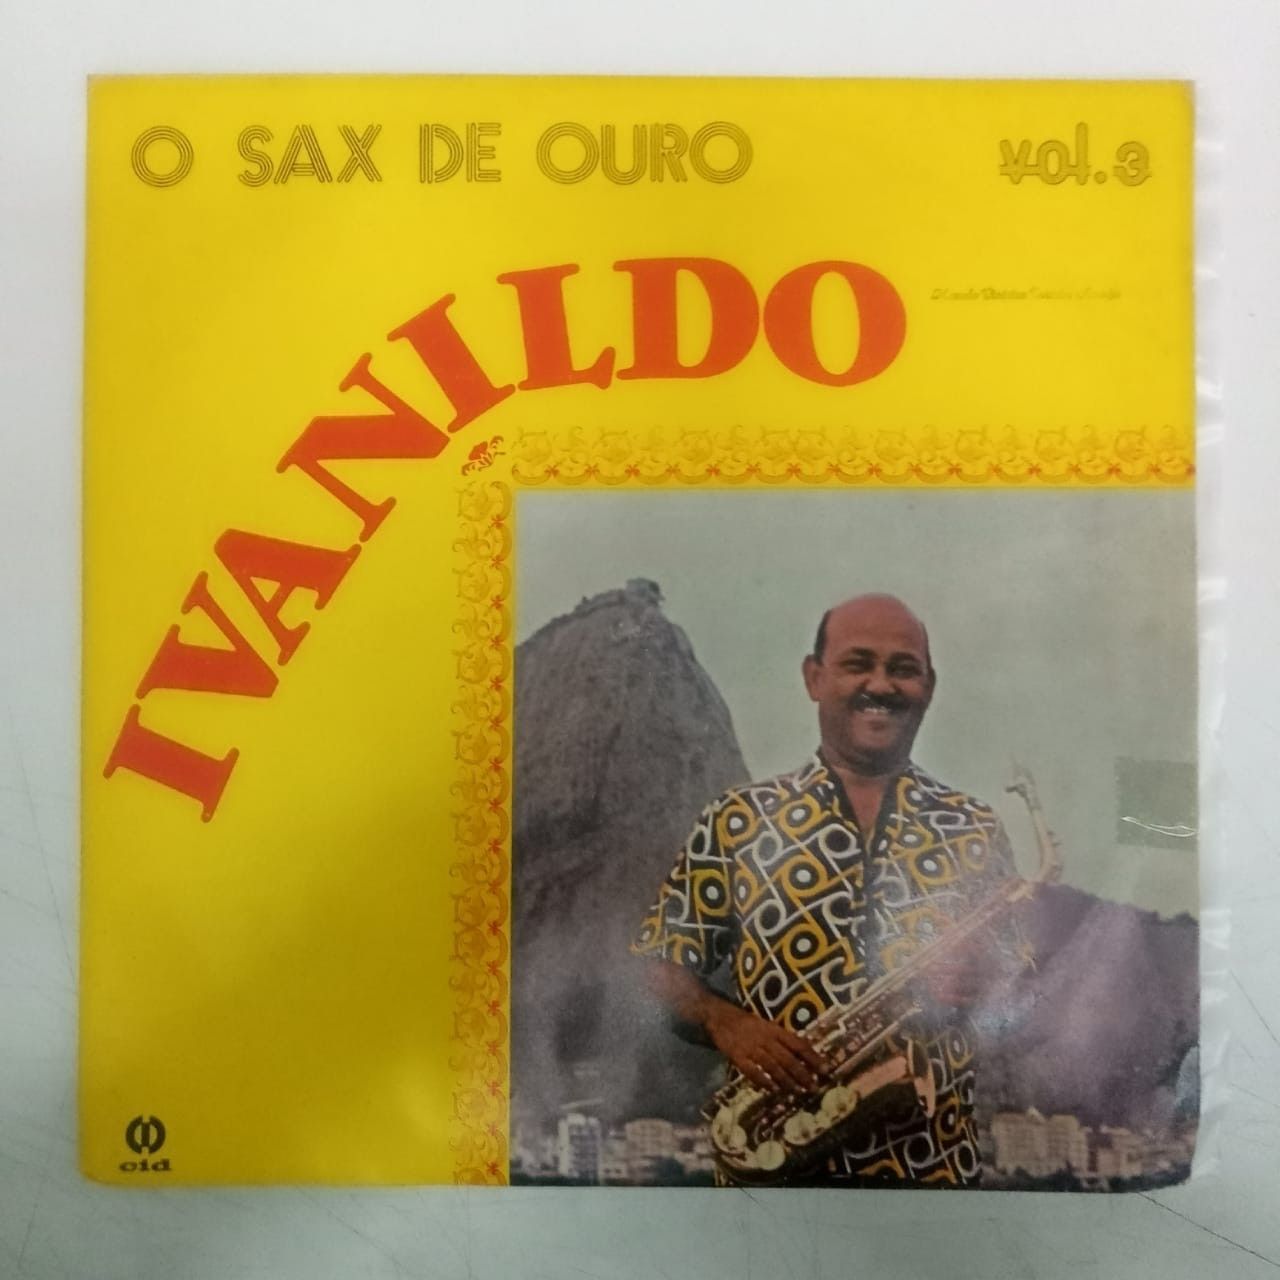 O SAX DE OURO
vol.3
IVANILDO
cid